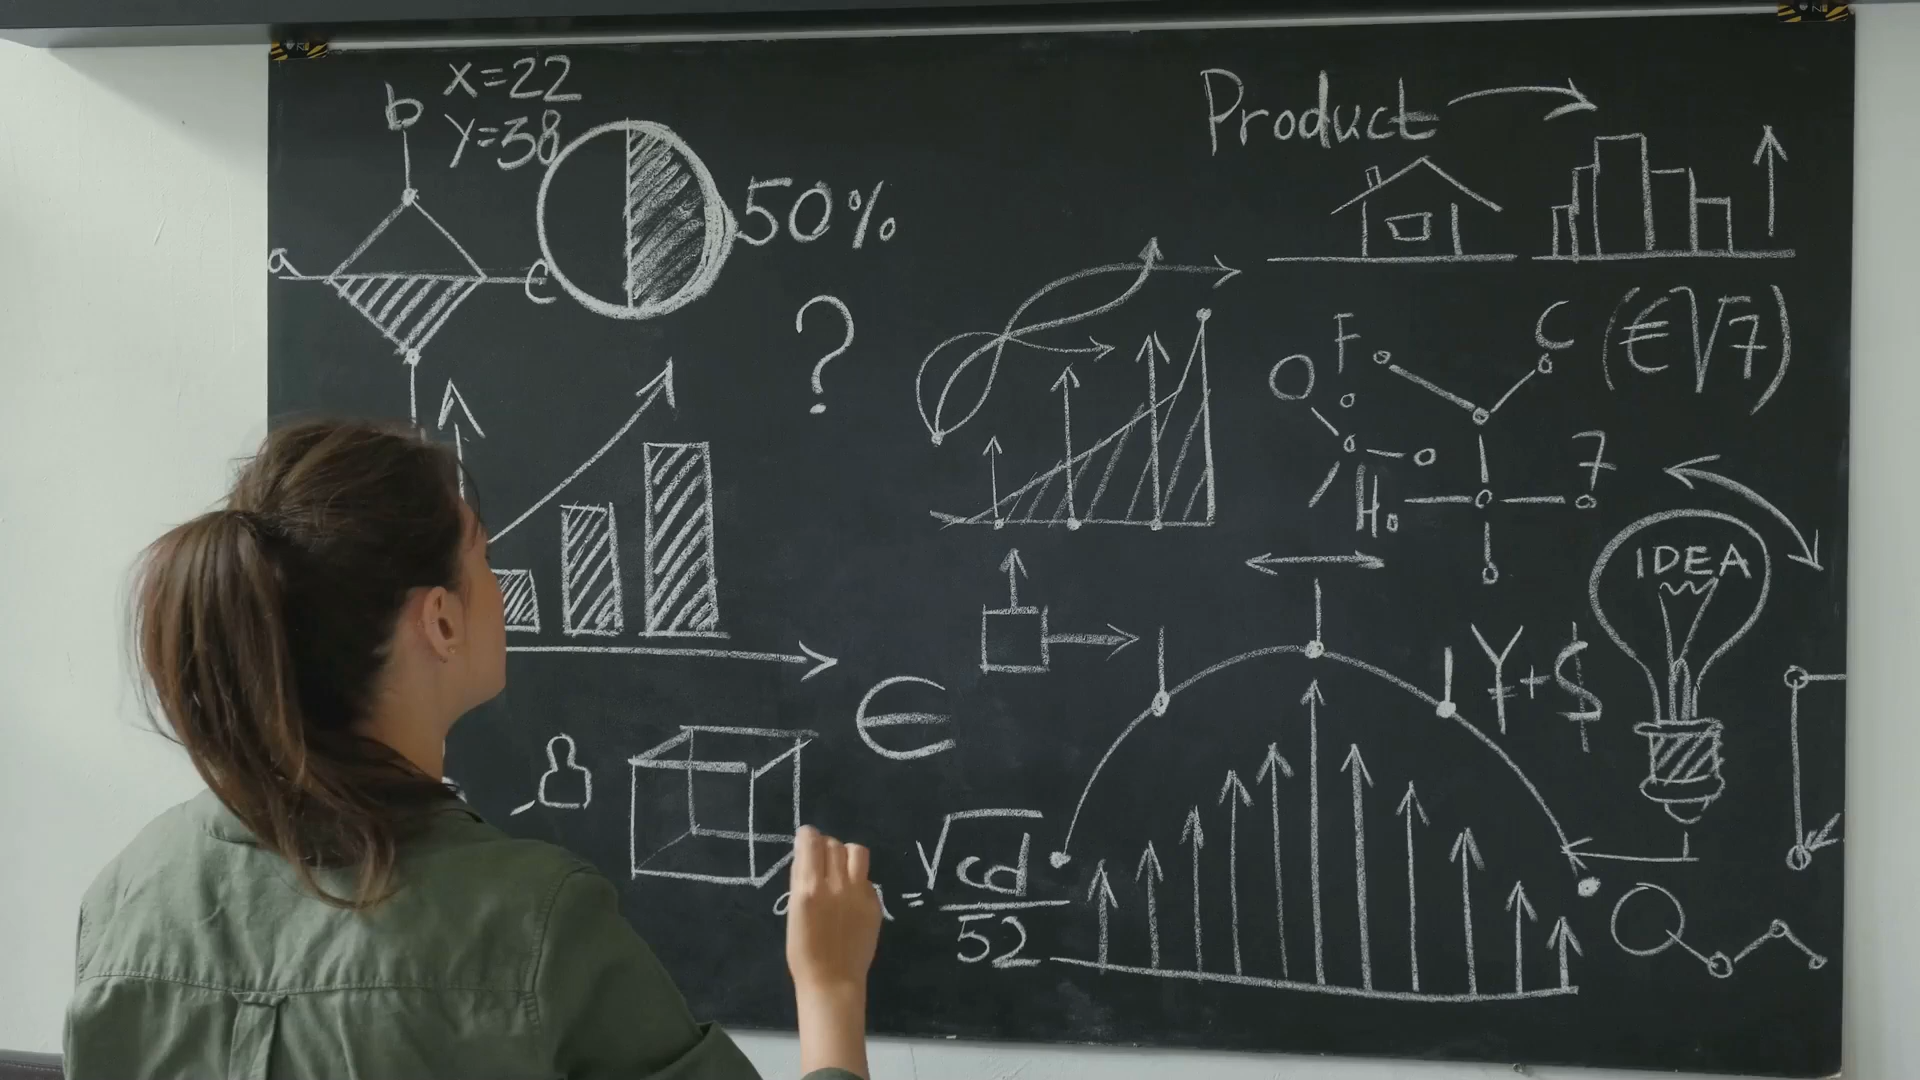 b
X=22
Y=38
a
C
50%
?
Product
F
C
(€√7)
O
7
H
IDEA
¥+$
€
= √cd
52